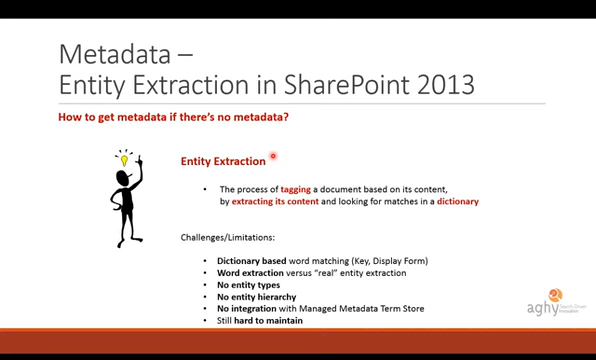 Metadata –
Entity Extraction in SharePoint 2013
How to get metadata if there's no metadata?
Entity Extraction
• The process of tagging a document based on its content,
by extracting its content and looking for matches in a dictionary
Challenges/Limitations:
• Dictionary based word matching (Key, Display Form)
• Word extraction versus "real" entity extraction
• No entity types
• No entity hierarchy
• No integration with Managed Metadata Term Store
• Still hard to maintain
aghy
Search-Driven
Innovation